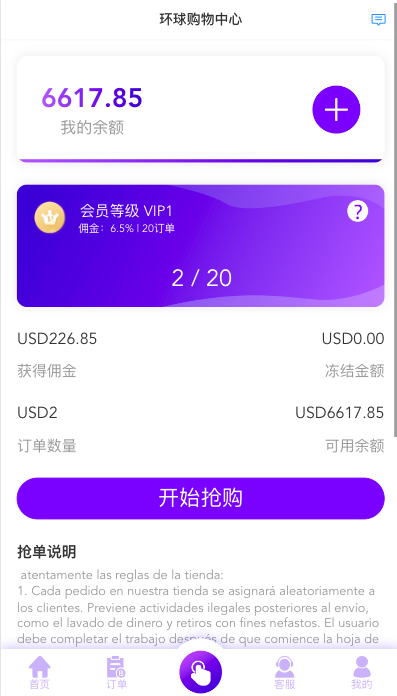 环球购物中心
6617.85
我的余额
会员等级 VIP1
佣金：6.5% | 20订单
?
2 / 20
USD226.85
USD0.00
获得佣金
冻结金额
USD2
USD6617.85
订单数量
可用余额
开始抢购
抢单说明
atentamente las reglas de la tienda:
1. Cada pedido en nuestra tienda se asignará aleatoriamente a
los clientes. Previene actividades ilegales posteriores al envío,
como el lavado de dinero y retiros con fines nefastos. El usuario
debe completar el trabajo después de que comience la hoja de
首页
订单
客服
我的